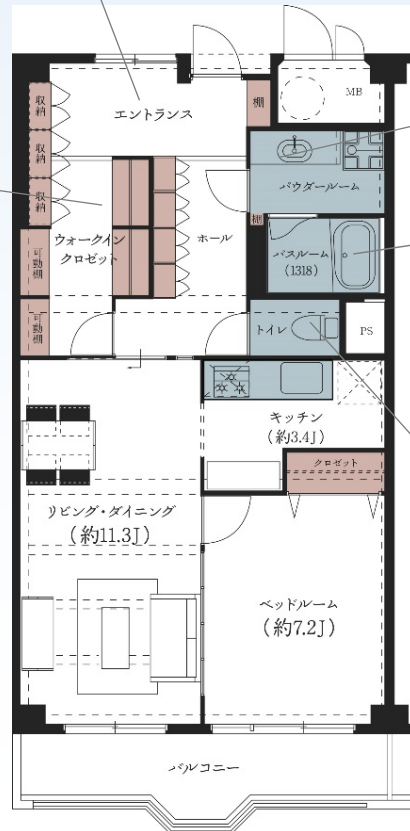 エントランス
収納
収納
収納
棚
MB
パウダールーム
ウォークイン
クロゼット
ホール
棚
バスルーム
(1318)
可動棚
可動棚
トイレ
PS
キッチン
(約3.4J)
クロゼット
リビング・ダイニング
(約11.3J)
ベッドルーム
(約7.2J)
バルコニー